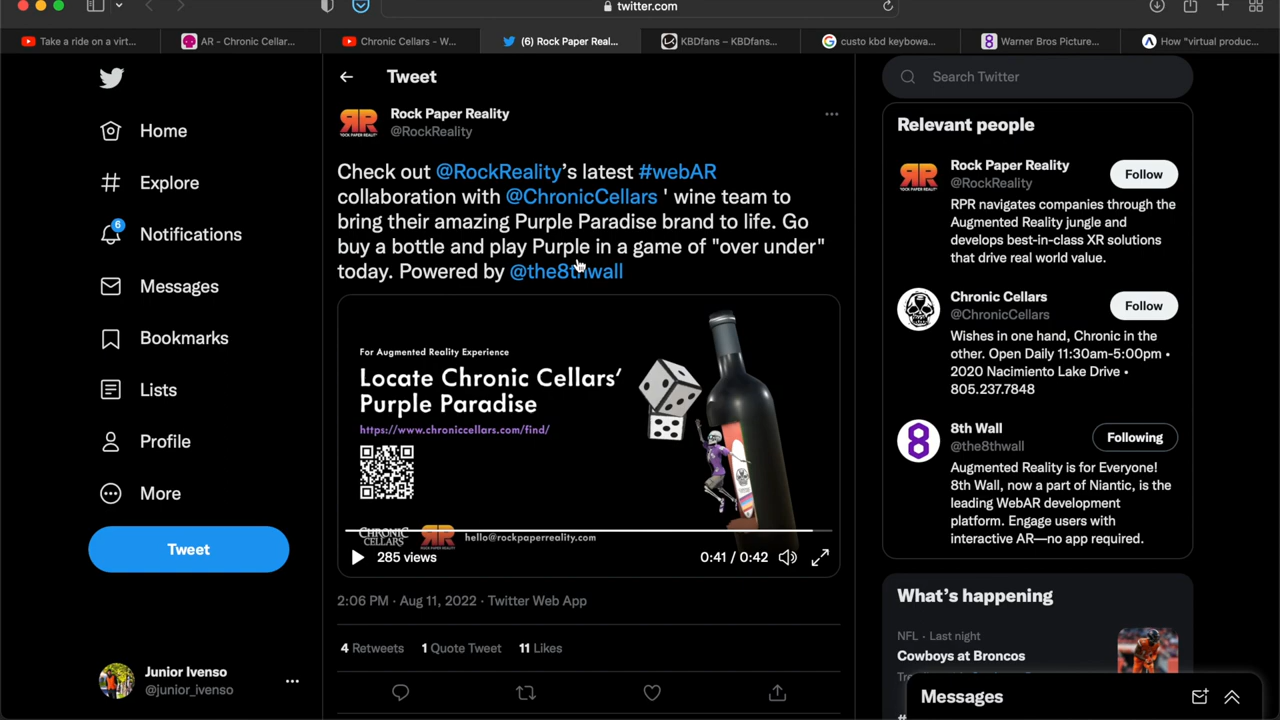 twitter.com
Take a ride on a virt...
AR - Chronic Cellar...
Chronic Cellars - W...
(6) Rock Paper Real...
KBDfans – KBDfans...
custo kbd keybowa...
Warner Bros Picture...
How "virtual produc...
Home
Explore
6
Notifications
Messages
Bookmarks
Lists
Profile
More
Tweet
Junior Ivenso
@junior_ivenso
Tweet
Rock Paper Reality
@RockReality
Check out @RockReality's latest #webAR
collaboration with @ChronicCellars ' wine team to
bring their amazing Purple Paradise brand to life. Go
buy a bottle and play Purple in a game of "over under"
today. Powered by @the8thwall
For Augmented Reality Experience
Locate Chronic Cellars'
Purple Paradise
https://www.chroniccellars.com/find/
CHRONIC
CELLARS
RR
ROCK PAPER REALITY
hello@rockpaperreality.com
285 views
0:41 / 0:42
2:06 PM · Aug 11, 2022 · Twitter Web App
4 Retweets 1 Quote Tweet 11 Likes
Search Twitter
Relevant people
Rock Paper Reality
@RockReality
Follow
RPR navigates companies through the
Augmented Reality jungle and
develops best-in-class XR solutions
that drive real world value.
Chronic Cellars
@ChronicCellars
Follow
Wishes in one hand, Chronic in the
other. Open Daily 11:30am-5:00pm •
2020 Nacimiento Lake Drive •
805.237.7848
8th Wall
@the8thwall
Following
Augmented Reality is for Everyone!
8th Wall, now a part of Niantic, is the
leading WebAR development
platform. Engage users with
interactive AR—no app required.
What's happening
NFL · Last night
Cowboys at Broncos
Messages